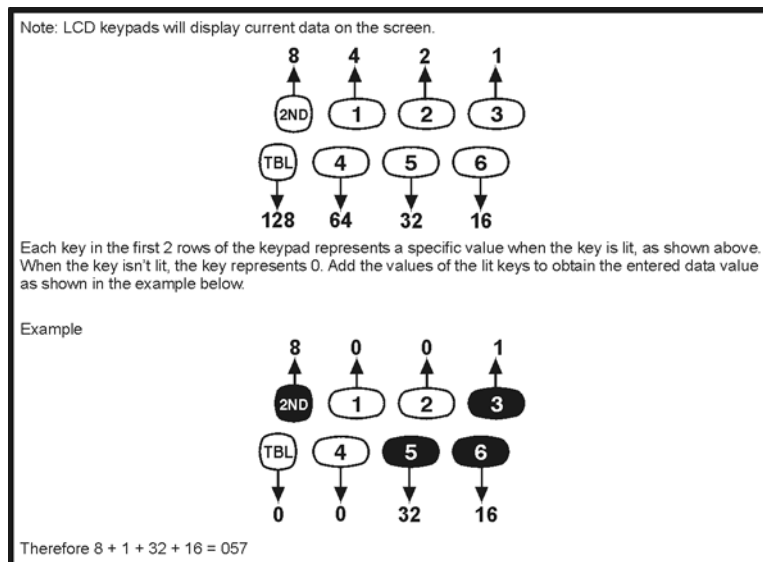 Note: LCD keypads will display current data on the screen.
8 4 2 1
2ND 1 2 3
TBL 4 5 6
128 64 32 16
Each key in the first 2 rows of the keypad represents a specific value when the key is lit, as shown above.
When the key isn't lit, the key represents 0. Add the values of the lit keys to obtain the entered data value
as shown in the example below.
Example
8 0 0 1
2ND 1 2 3
TBL 4 5 6
0 0 32 16
Therefore 8 + 1 + 32 + 16 = 057